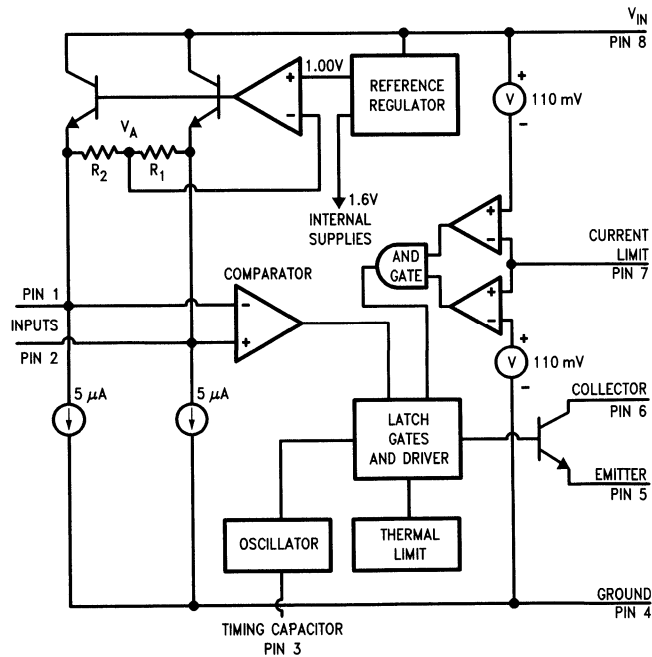 V_IN
PIN 8
1.00V
+
REFERENCE
REGULATOR
+
V
110 mV
−
−
V_A
R_2
R_1
1.6V
INTERNAL
SUPPLIES
+
−
CURRENT
LIMIT
PIN 7
AND
GATE
COMPARATOR
+
−
PIN 1
INPUTS
PIN 2
−
+
+
V
110 mV
−
5 μA
5 μA
COLLECTOR
PIN 6
LATCH
GATES
AND DRIVER
EMITTER
PIN 5
OSCILLATOR
THERMAL
LIMIT
GROUND
PIN 4
TIMING CAPACITOR
PIN 3